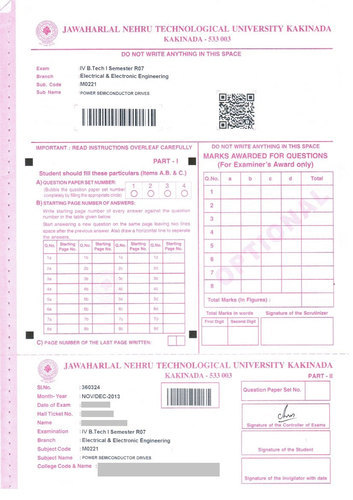 JAWAHARLAL NEHRU TECHNOLOGICAL UNIVERSITY KAKINADA
KAKINADA - 533 003
DO NOT WRITE ANYTHING IN THIS SPACE
Exam : IV B.Tech I Semester R07
Branch : Electrical & Electronic Engineering
Sub. Code : M0221
Sub Name : POWER SEMICONDUCTOR DRIVES
IMPORTANT : READ INSTRUCTIONS OVERLEAF CAREFULLY
PART - I
Student should fill these particulars (Items A.B. & C.)
A) QUESTION PAPER SET NUMBER:
(Bubble the question paper set number completely by filling the appropriate circle)
1 2 3 4
B) STARTING PAGE NUMBER OF ANSWERS:
Write starting page number of every answer against the question number in the table given below
Start answering a new question on the same page leaving two lines space after the previous answer. Also draw a horizontal line to separate the answers.
Q.No. Starting Page No. Q.No. Starting Page No. Q.No. Starting Page No. Q.No. Starting Page No.
1a 1b 1c 1d
2a 2b 2c 2d
3a 3b 3c 3d
4a 4b 4c 4d
5a 5b 5c 5d
6a 6b 6c 6d
7a 7b 7c 7d
8a 8b 8c 8d
C) PAGE NUMBER OF THE LAST PAGE WRITTEN
DO NOT WRITE ANYTHING IN THIS SPACE
MARKS AWARDED FOR QUESTIONS
(For Examiner's Award only)
Q.No. a b c d Total
1
2
3
4
5
6
7
8
OPTIONAL
Total Marks (in Figures) :
Total Marks in words Signature of the Scrutinizer
First Digit Second Digit
JAWAHARLAL NEHRU TECHNOLOGICAL UNIVERSITY KAKINADA
KAKINADA - 533 003
PART - II
Sl.No. : 360324
Month- Year : NOV/DEC-2013
Date of Exam :
Hall Ticket No.
Name
Examination : IV B.Tech I Semester R07
Branch : Electrical & Electronic Engineering
Subject Code : M0221
Subject Name : POWER SEMICONDUCTOR DRIVES
College Code & Name :
Question Paper Set No.
Signature of the Controller of Exams
Signature of the Student
Signature of the Invigilator with date